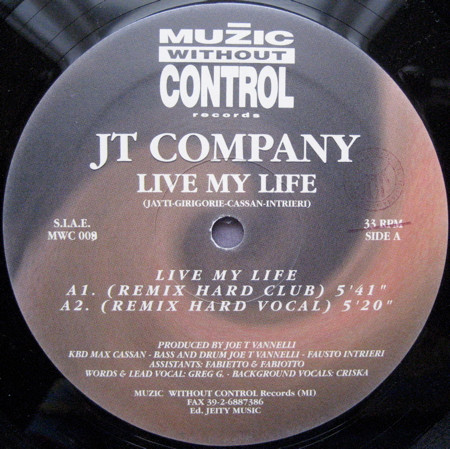 MUŽIC
WITHOUT
CONTROL
records
JT COMPANY
LIVE MY LIFE
(JAYTI-GIRIGORIE-CASSAN-INTRIERI)
S.I.A.E.
MWC 009
33 RPM
SIDE A
LIVE MY LIFE
A1. (REMIX HARD CLUB) 5'41"
A2. (REMIX HARD VOCAL) 5'20"
PRODUCED BY JOE T VANNELLI
KBD MAX CASSAN - BASS AND DRUM JOE T VANNELLI - FAUSTO INTRIERI
ASSISTANTS: FABIETTO & FABIOTTO
WORDS & LEAD VOCAL: GREG G. - BACKGROUND VOCALS: CRISKA
MUZIC WITHOUT CONTROL Records (MI)
FAX 39-2-6887386
Ed. JEITY MUSIC